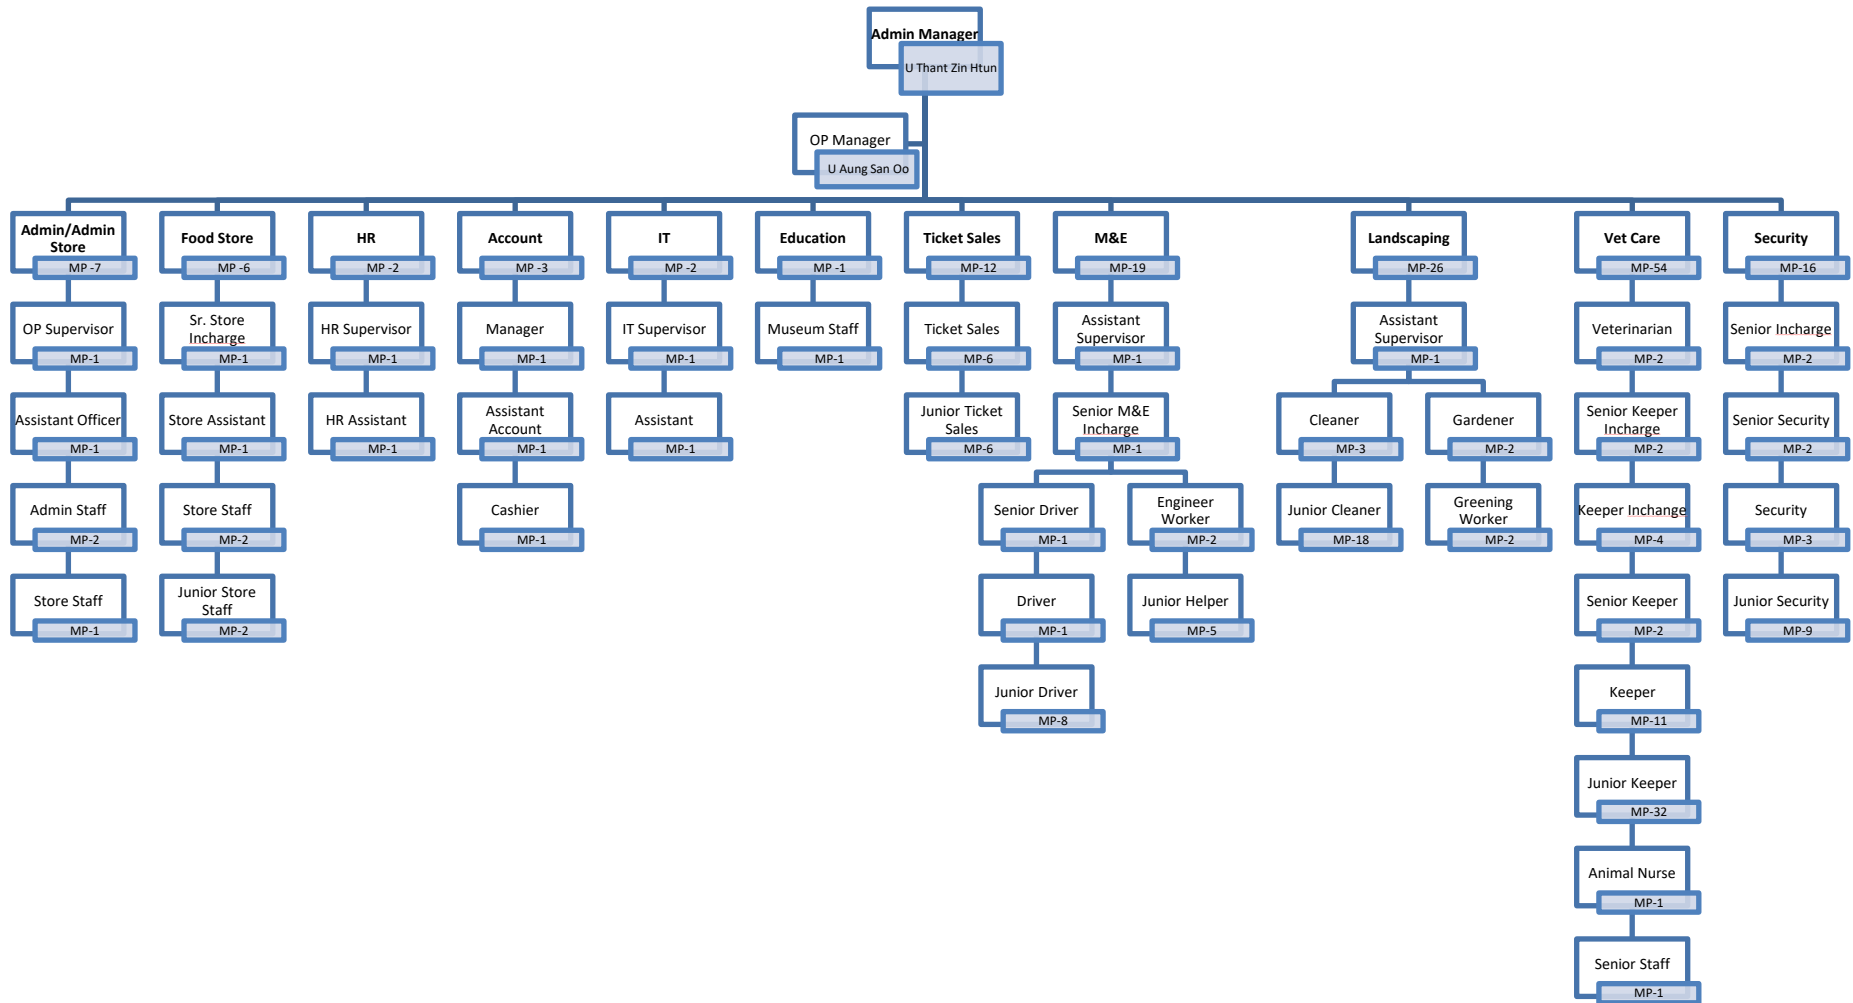 Admin Manager
U Thant Zin Htun
OP Manager
U Aung San Oo
Admin/Admin
Store
MP -7
OP Supervisor
MP-1
Assistant Officer
MP-1
Admin Staff
MP-2
Store Staff
MP-1
Food Store
MP -6
Sr. Store
Incharge
MP-1
Store Assistant
MP-1
Store Staff
MP-2
Junior Store
Staff
MP-2
HR
MP -2
HR Supervisor
MP-1
HR Assistant
MP-1
Account
MP -3
Manager
MP-1
Assistant
Account
MP-1
Cashier
MP-1
IT
MP -2
IT Supervisor
MP-1
Assistant
MP-1
Education
MP -1
Museum Staff
MP-1
Ticket Sales
MP-12
Ticket Sales
MP-6
Junior Ticket
Sales
MP-6
M&E
MP-19
Assistant
Supervisor
MP-1
Senior M&E
Incharge
MP-1
Senior Driver
MP-1
Driver
MP-1
Junior Driver
MP-8
Engineer
Worker
MP-2
Junior Helper
MP-5
Landscaping
MP-26
Assistant
Supervisor
MP-1
Cleaner
MP-3
Junior Cleaner
MP-18
Gardener
MP-2
Greening
Worker
MP-2
Vet Care
MP-54
Veterinarian
MP-2
Senior Keeper
Incharge
MP-2
Keeper Inchange
MP-4
Senior Keeper
MP-2
Keeper
MP-11
Junior Keeper
MP-32
Animal Nurse
MP-1
Senior Staff
MP-1
Security
MP-16
Senior Incharge
MP-2
Senior Security
MP-2
Security
MP-3
Junior Security
MP-9